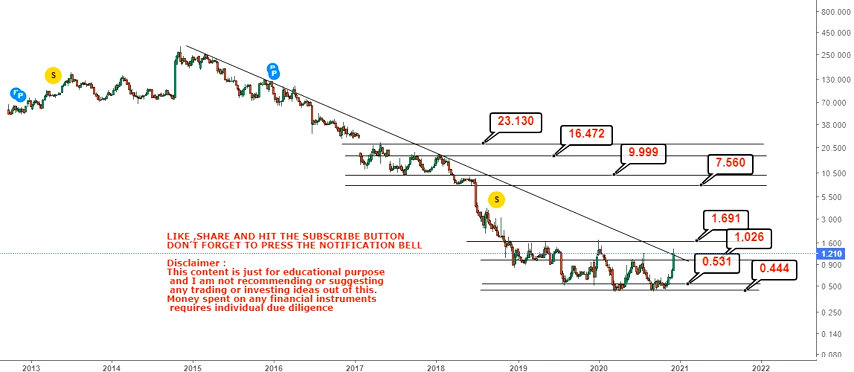 800.000
450.000
250.000
130.000
70.000
38.000
20.500
10.500
5.500
3.000
1.600
1.210
0.900
0.500
0.250
0.140
0.080
S
P
P
P
P
S
23.130
16.472
9.999
7.560
1.691
1.026
0.531
0.444
LIKE ,SHARE AND HIT THE SUBSCRIBE BUTTON
DON´T FORGET TO PRESS THE NOTIFICATION BELL
Disclaimer :
This content is just for educational purpose
and I am not recommending or suggesting
any trading or investing ideas out of this.
Money spent on any financial instruments
requires individual due diligence
2013
2014
2015
2016
2017
2018
2019
2020
2021
2022